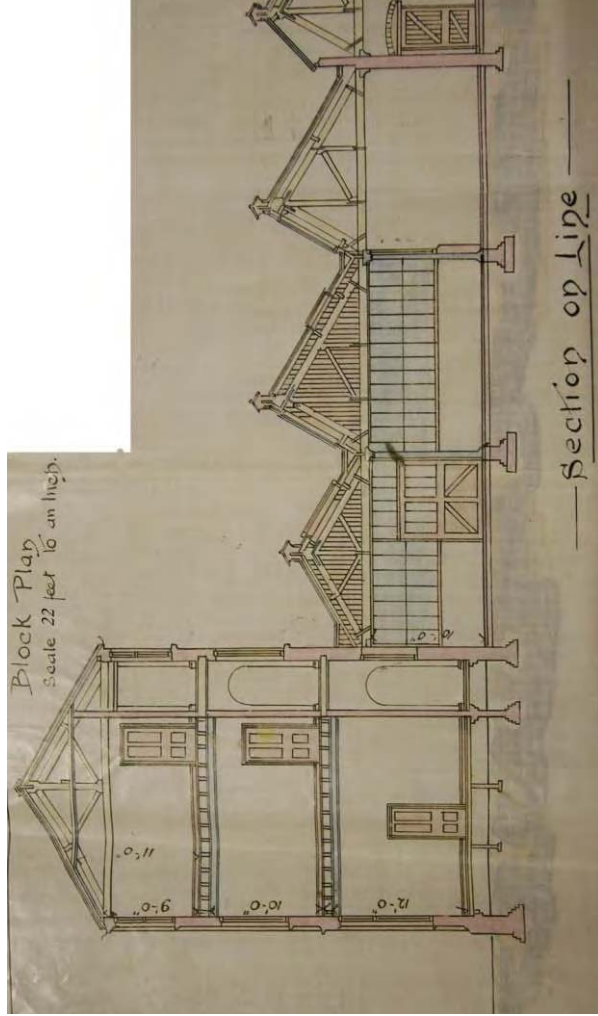 Block Plan
Scale 22 feet to an inch.
11'-0"
9'-0"
10'-0"
12'-0"
10'-0"
Section on Line